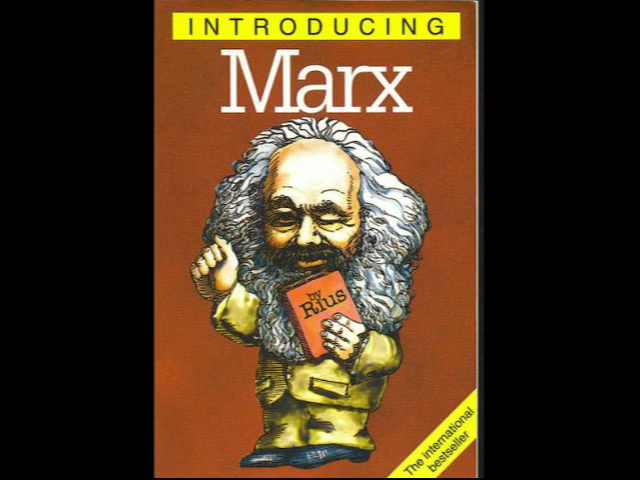 INTRODUCING
Marx
by
Rius
The international
bestseller